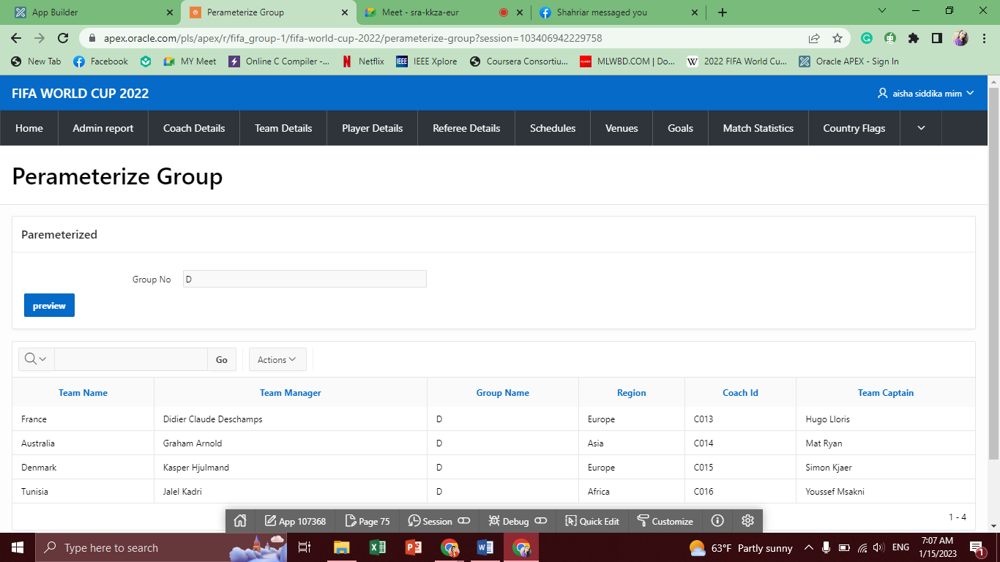 App Builder
Perameterize Group
Meet - sra-kkza-eur
Shahriar messaged you
apex.oracle.com/pls/apex/r/fifa_group-1/fifa-world-cup-2022/perameterize-group?session=103406942229758
New Tab Facebook MY Meet Online C Compiler -... Netflix IEEE IEEE Xplore Coursera Consortiu... MLWBD.COM | Do... W 2022 FIFA World Cu... Oracle APEX - Sign In
FIFA WORLD CUP 2022
aisha siddika mim
Home Admin report Coach Details Team Details Player Details Referee Details Schedules Venues Goals Match Statistics Country Flags
Perameterize Group
Paremeterized
Group No D
preview
Go Actions
Team Name Team Manager Group Name Region Coach Id Team Captain
France Didier Claude Deschamps D Europe C013 Hugo Lloris
Australia Graham Arnold D Asia C014 Mat Ryan
Denmark Kasper Hjulmand D Europe C015 Simon Kjaer
Tunisia Jalel Kadri D Africa C016 Youssef Msakni
1 - 4
App 107368 Page 75 Session Debug Quick Edit Customize
Type here to search
63°F Partly sunny
ENG
7:07 AM
1/15/2023
1